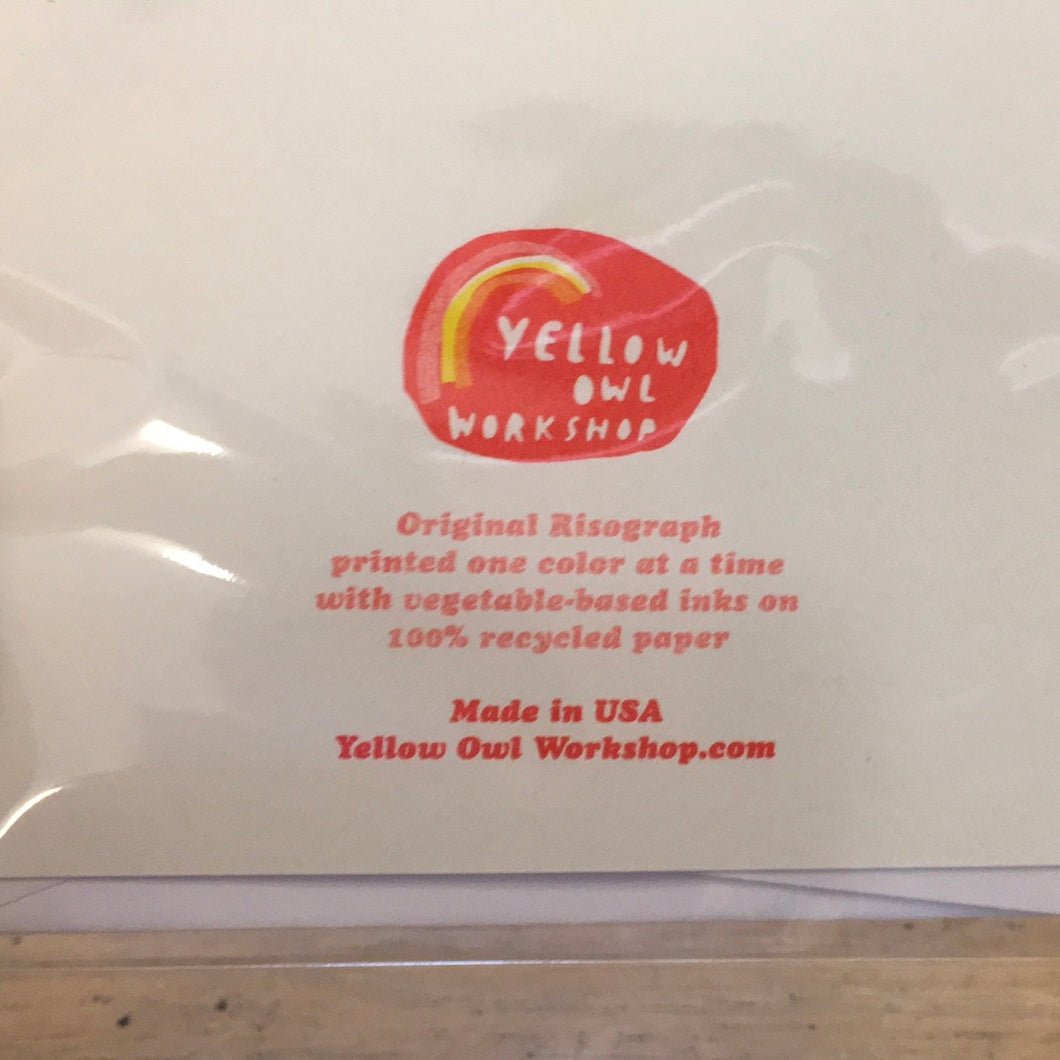 YELLOW
OWL
WORKSHOP
Original Risograph
printed one color at a time
with vegetable-based inks on
100% recycled paper
Made in USA
Yellow Owl Workshop.com